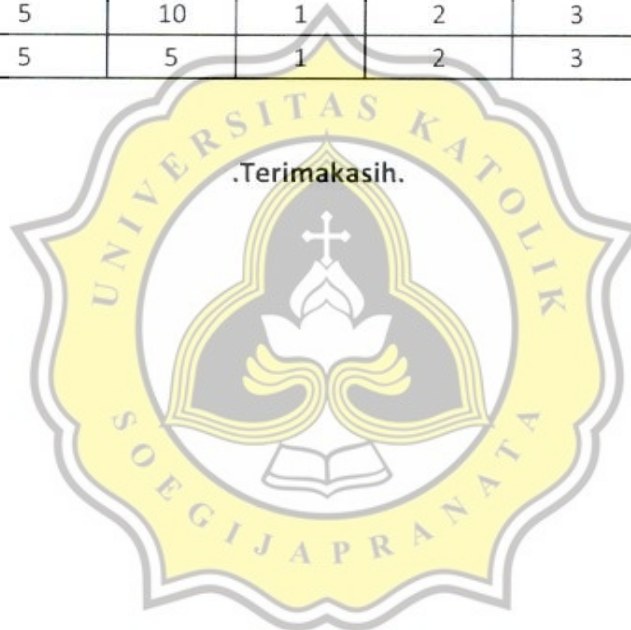 5 10 1 2 3
5 5 1 2 3
.Terimakasih.
UNIVERSITAS KATOLIK
SOEGIJAPRANATA